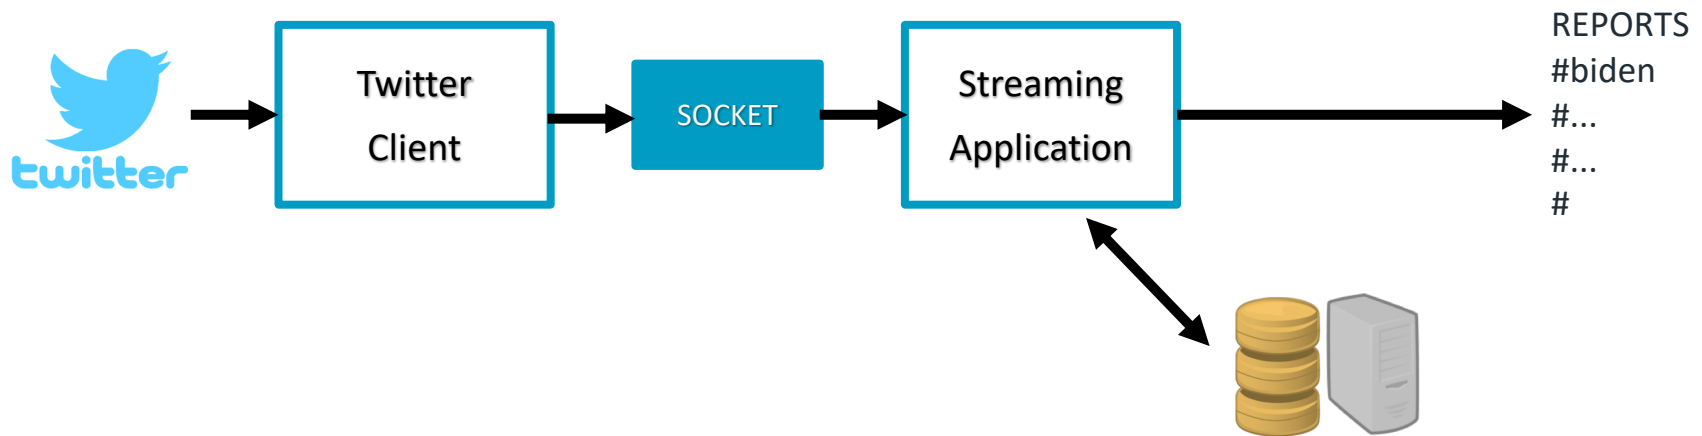 twitter
Twitter
Client
SOCKET
Streaming
Application
REPORTS
#biden
#...
#...
#